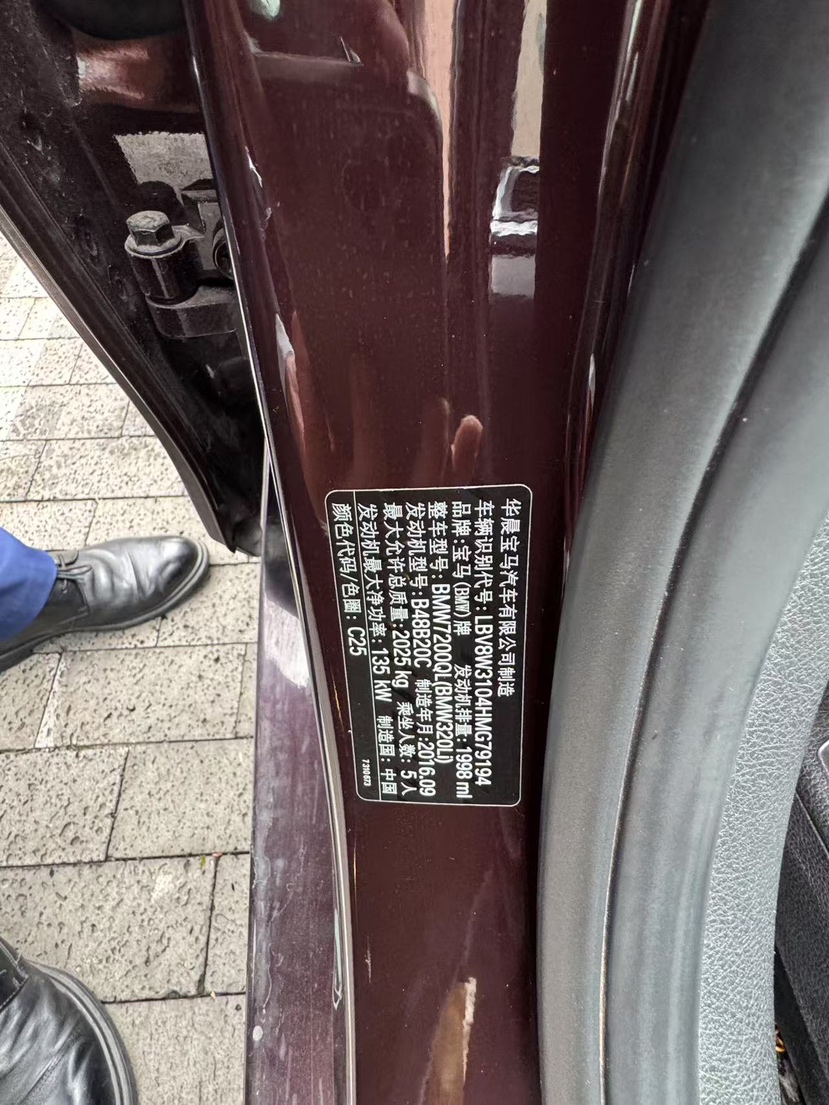 华晨宝马汽车有限公司制造
车辆识别代号: LBV8W3104HMG79194
品牌: 宝马(BMW)牌 发动机排量: 1998 ml
整车型号: BMW7200QL(BMW320Li)
发动机型号: B48B20C 制造年月: 2016.09
最大允许总质量: 2025 kg 乘坐人数: 5人
发动机最大净功率: 135 kW 制造国: 中国
颜色代码/色圈: C25
7 310 673